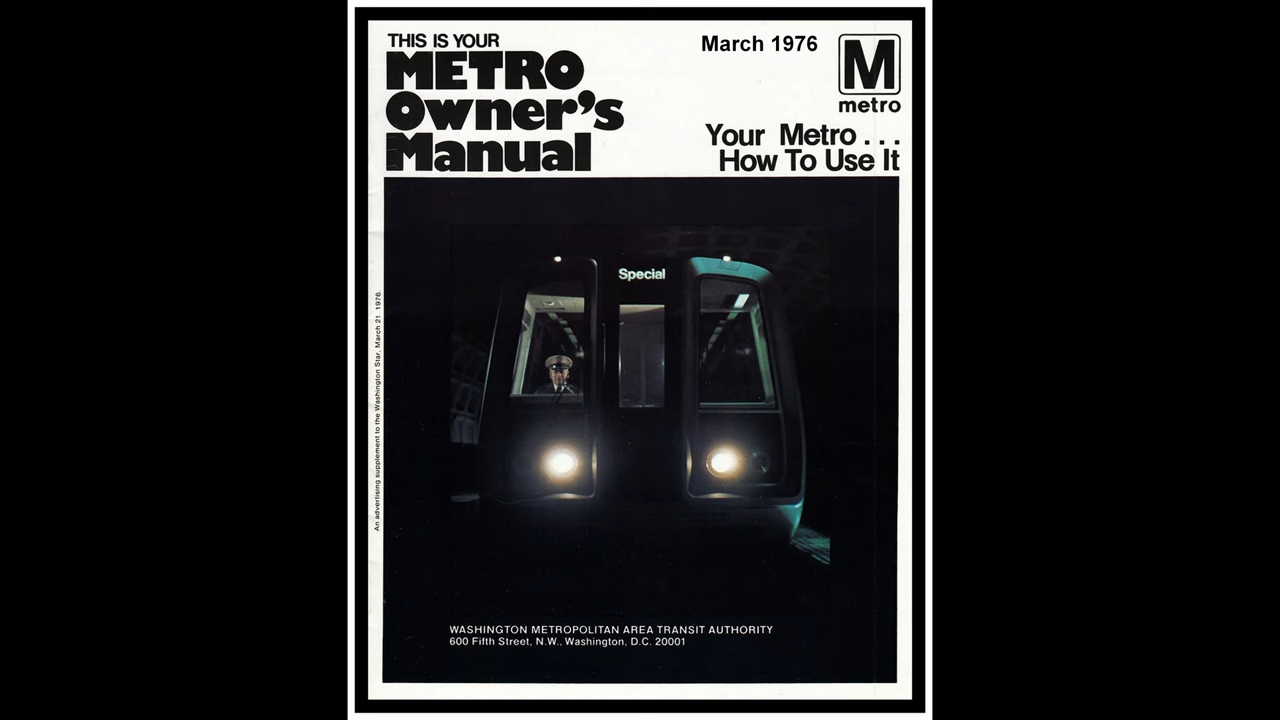 THIS IS YOUR
METRO
Owner's
Manual
March 1976
M
metro
Your Metro . . .
How To Use It
Special
An advertising supplement to the Washington Star, March 21, 1976.
WASHINGTON METROPOLITAN AREA TRANSIT AUTHORITY
600 Fifth Street, N.W., Washington, D.C. 20001